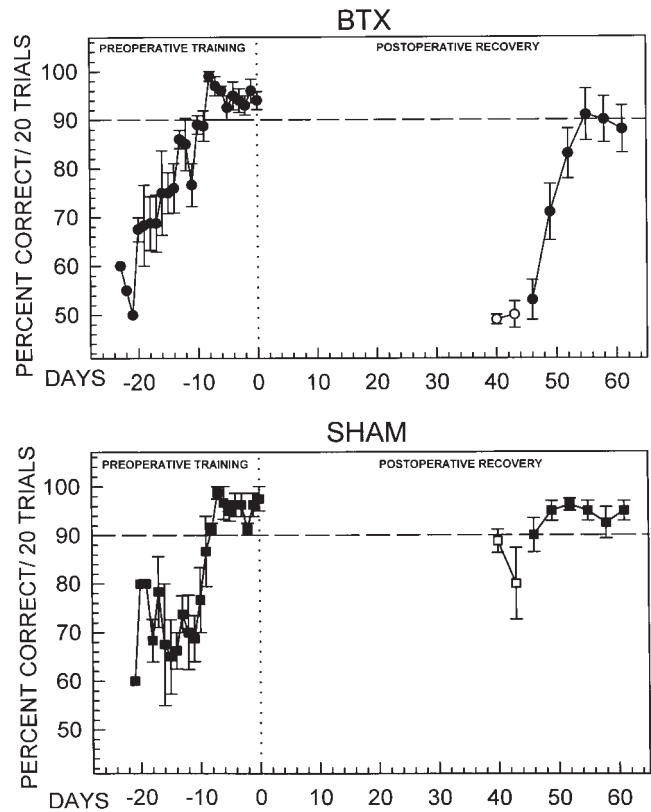 BTX
PREOPERATIVE TRAINING POSTOPERATIVE RECOVERY
PERCENT CORRECT/ 20 TRIALS
100
90
80
70
60
50
DAYS -20 -10 0 10 20 30 40 50 60
SHAM
PREOPERATIVE TRAINING POSTOPERATIVE RECOVERY
PERCENT CORRECT/ 20 TRIALS
100
90
80
70
60
50
DAYS -20 -10 0 10 20 30 40 50 60